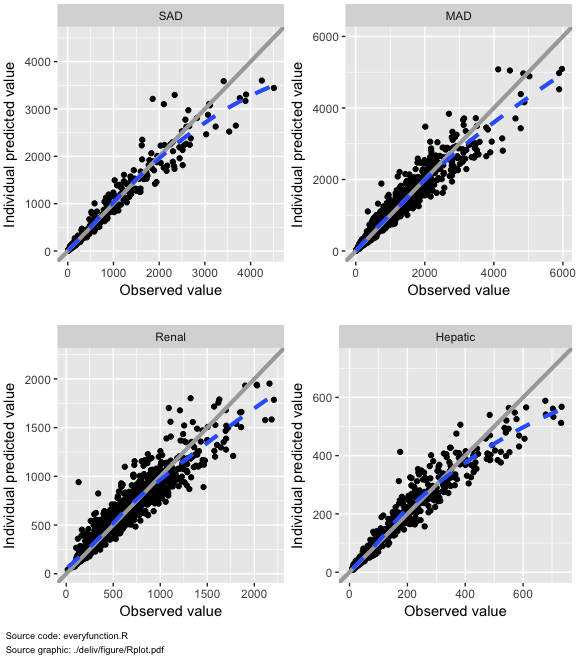 SAD
MAD
Individual predicted value
4000
3000
2000
1000
0
0 1000 2000 3000 4000
Observed value
Individual predicted value
6000
4000
2000
0
0 2000 4000 6000
Observed value
Renal
Hepatic
Individual predicted value
2000
1500
1000
500
0
0 500 1000 1500 2000
Observed value
Individual predicted value
600
400
200
0
0 200 400 600
Observed value
Source code: everyfunction.R
Source graphic: ./deliv/figure/Rplot.pdf